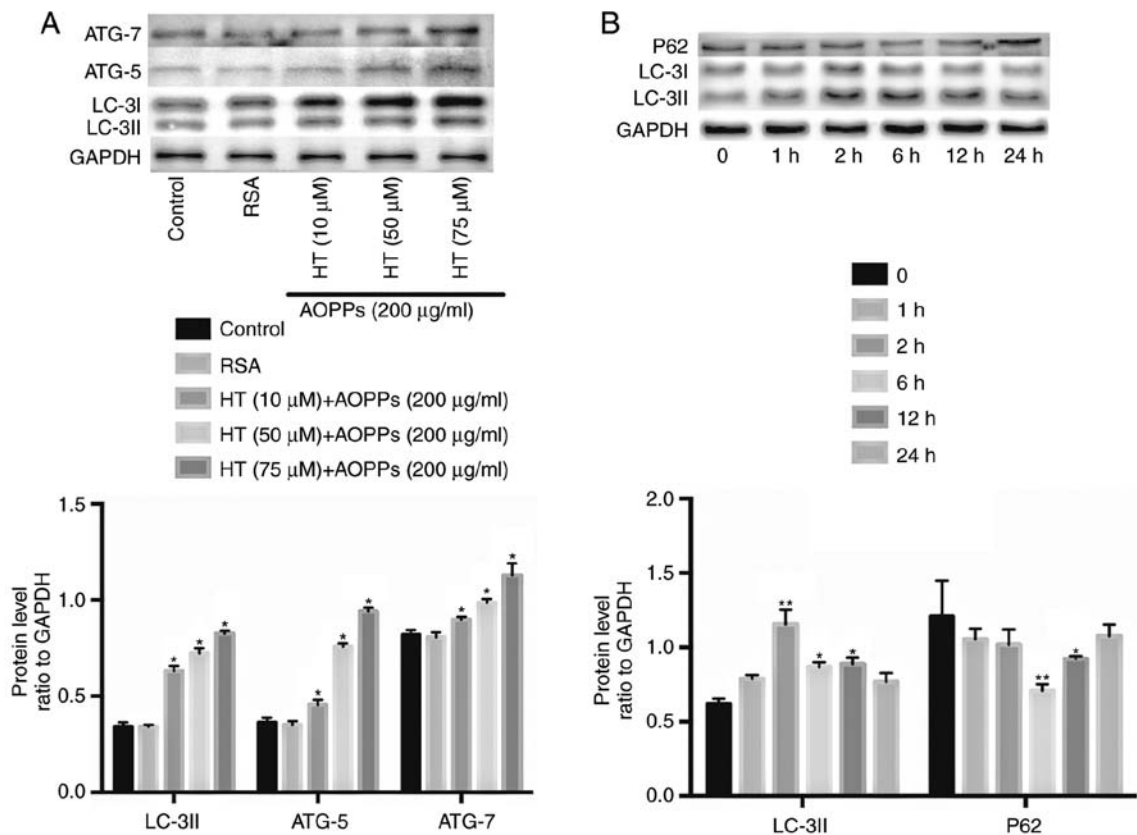 A
ATG-7
ATG-5
LC-3I
LC-3II
GAPDH
Control
RSA
HT (10 μM)
HT (50 μM)
HT (75 μM)
AOPPs (200 μg/ml)
Control
RSA
HT (10 μM)+AOPPs (200 μg/ml)
HT (50 μM)+AOPPs (200 μg/ml)
HT (75 μM)+AOPPs (200 μg/ml)
Protein level
ratio to GAPDH
1.5
1.0
0.5
0.0
* * *
* * *
* * *
LC-3II ATG-5 ATG-7
B
P62
LC-3I
LC-3II
GAPDH
0 1 h 2 h 6 h 12 h 24 h
0
1 h
2 h
6 h
12 h
24 h
Protein level
ratio to GAPDH
2.0
1.5
1.0
0.5
0.0
** * *
** *
LC-3II P62